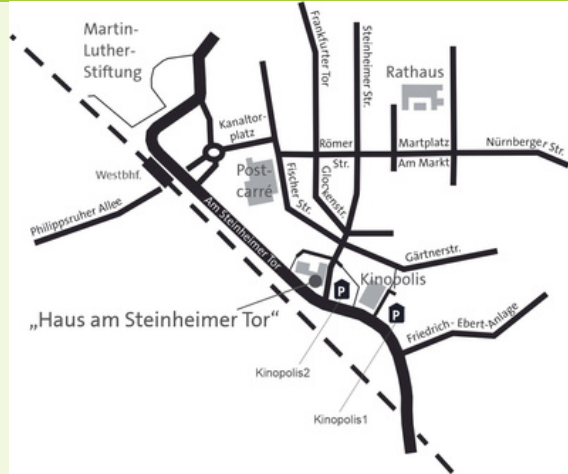 Martin-
Luther-
Stiftung
Frankfurter Tor
Steinheimer Str.
Rathaus
Kanaltor-
platz
Römer
Str.
Martplatz
Am Markt
Nürnberger Str.
Westbhf.
Post-
carré
Fischer Str.
Glockenstr.
Philippsruher Allee
Am Steinheimer Tor
Gärtnerstr.
Kinopolis
P
P
„Haus am Steinheimer Tor“
Friedrich-Ebert-Anlage
Kinopolis2
Kinopolis1